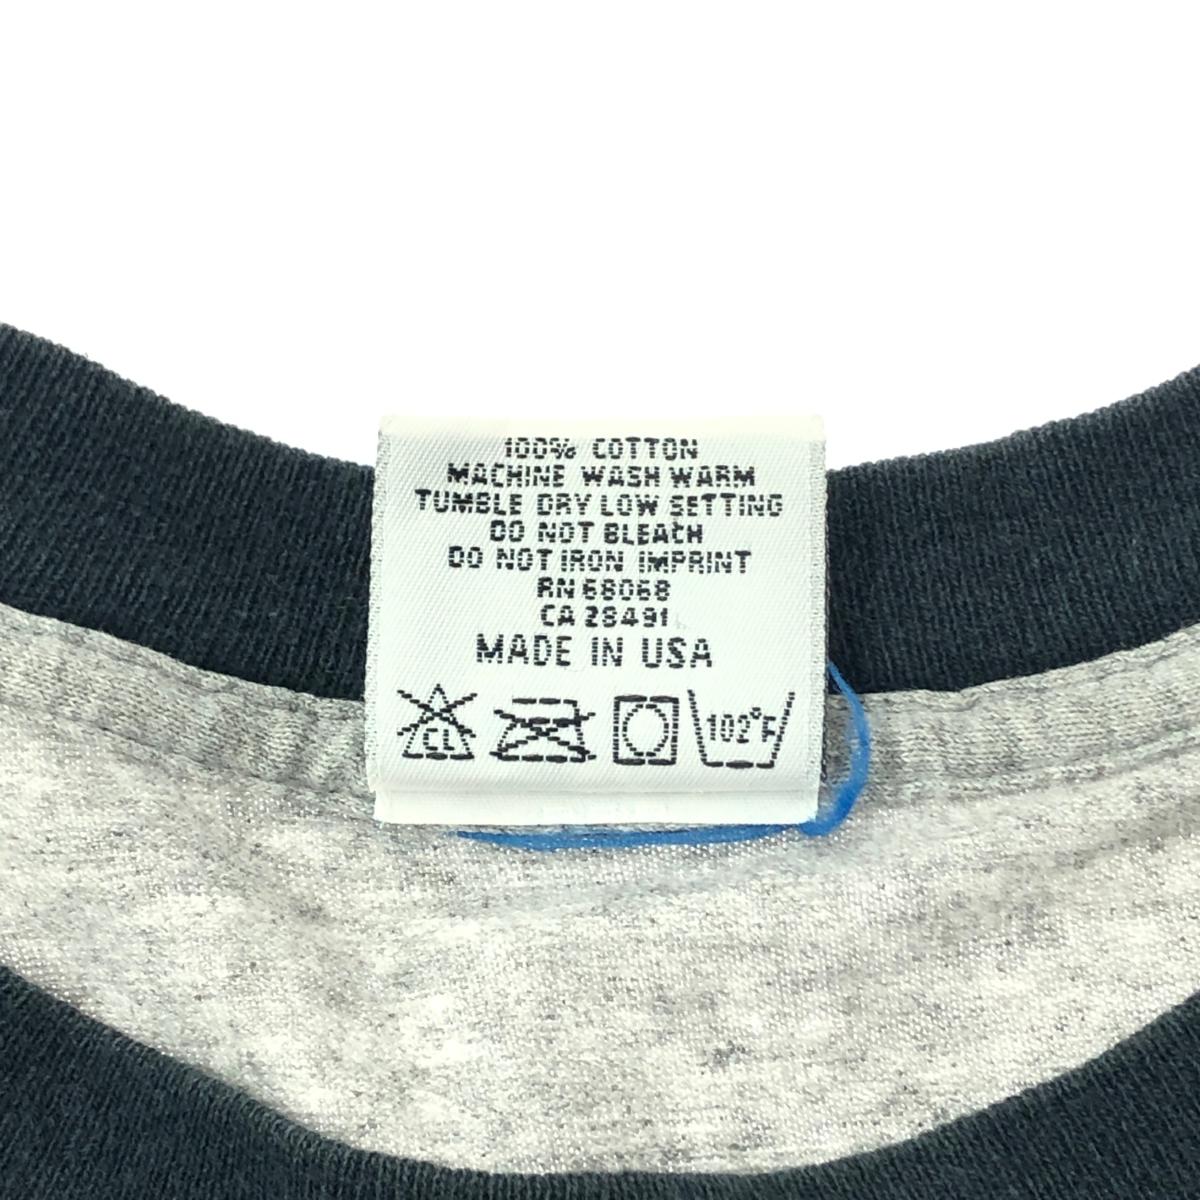 100% COTTON
MACHINE WASH WARM
TUMBLE DRY LOW SETTING
DO NOT BLEACH
DO NOT IRON IMPRINT
RN 68068
CA 28491
MADE IN USA
CL 102°F